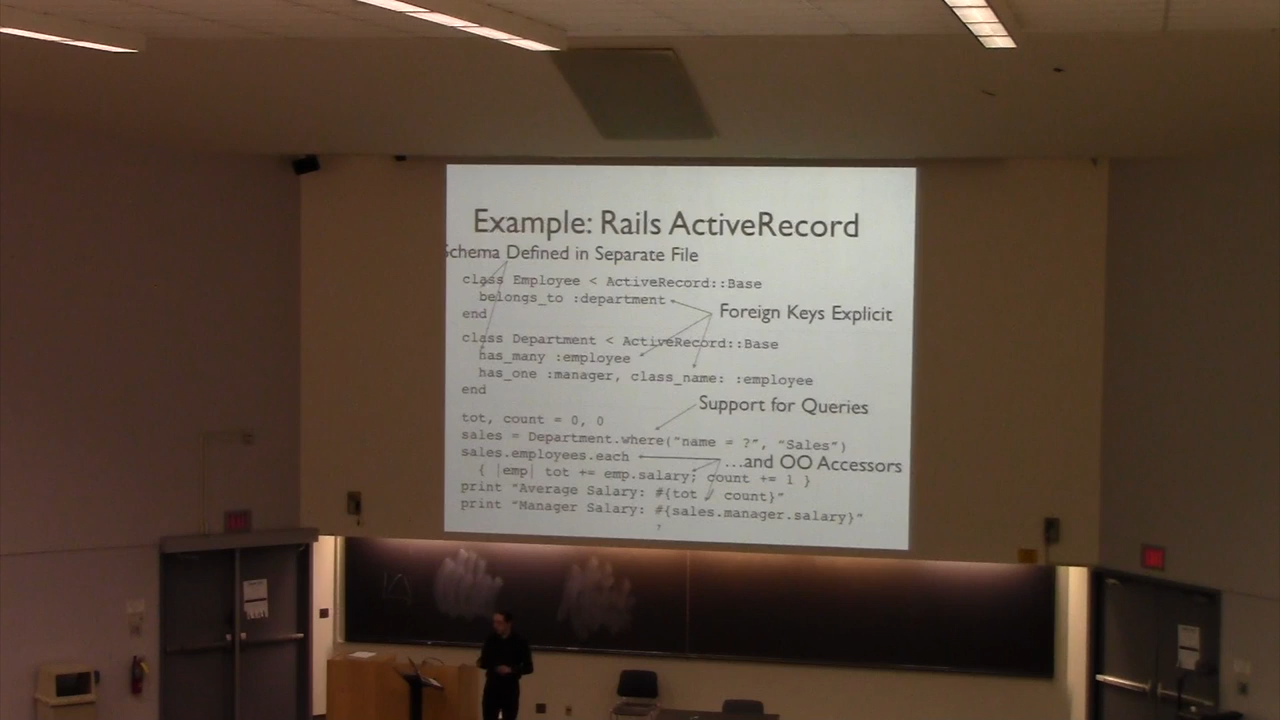 Example: Rails ActiveRecord
Schema Defined in Separate File
class Employee < ActiveRecord::Base
belongs_to :department
end
Foreign Keys Explicit
class Department < ActiveRecord::Base
has_many :employee
has_one :manager, class_name: :employee
end
Support for Queries
tot, count = 0, 0
sales = Department.where("name = ?", "Sales")
sales.employees.each
...and OO Accessors
{ |emp| tot += emp.salary; count += 1 }
print "Average Salary: #{tot / count}"
print "Manager Salary: #{sales.manager.salary}"
7